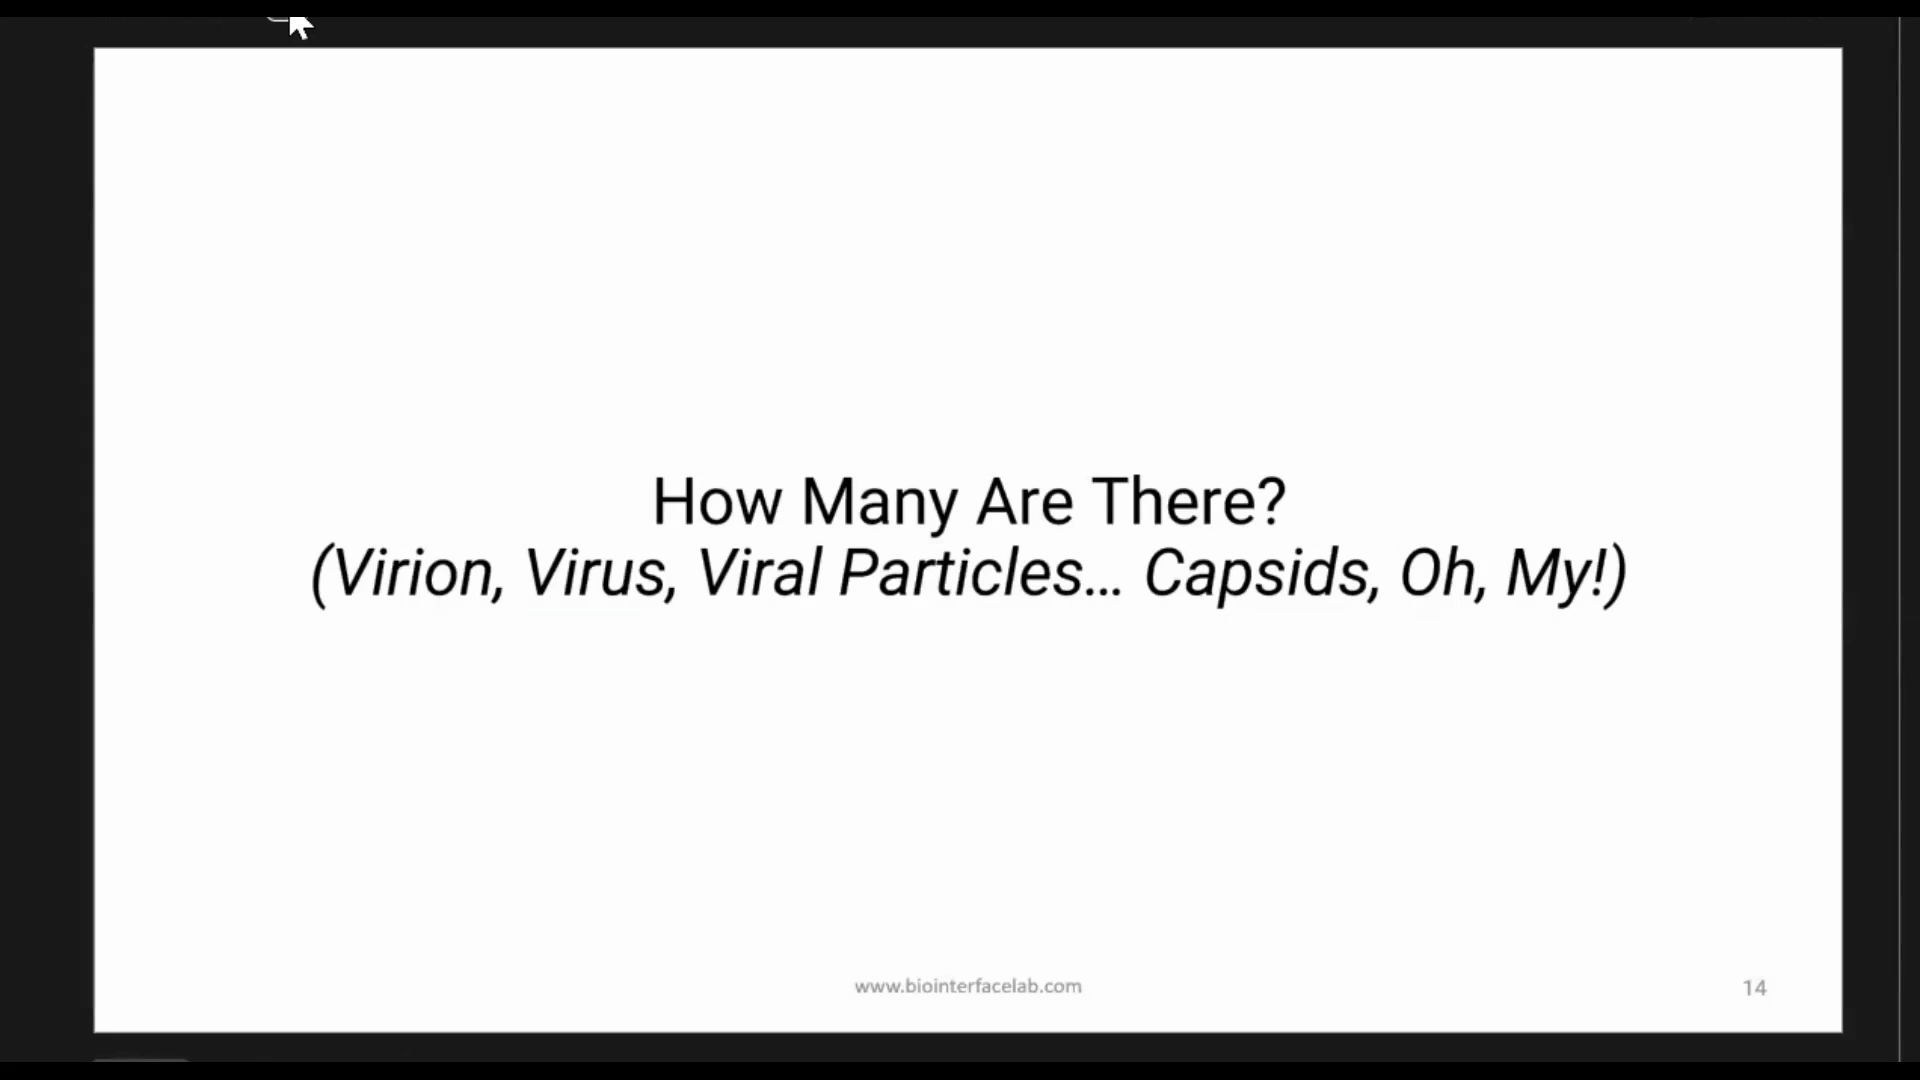 How Many Are There?
(Virion, Virus, Viral Particles... Capsids, Oh, My!)
www.biointerfacelab.com
14